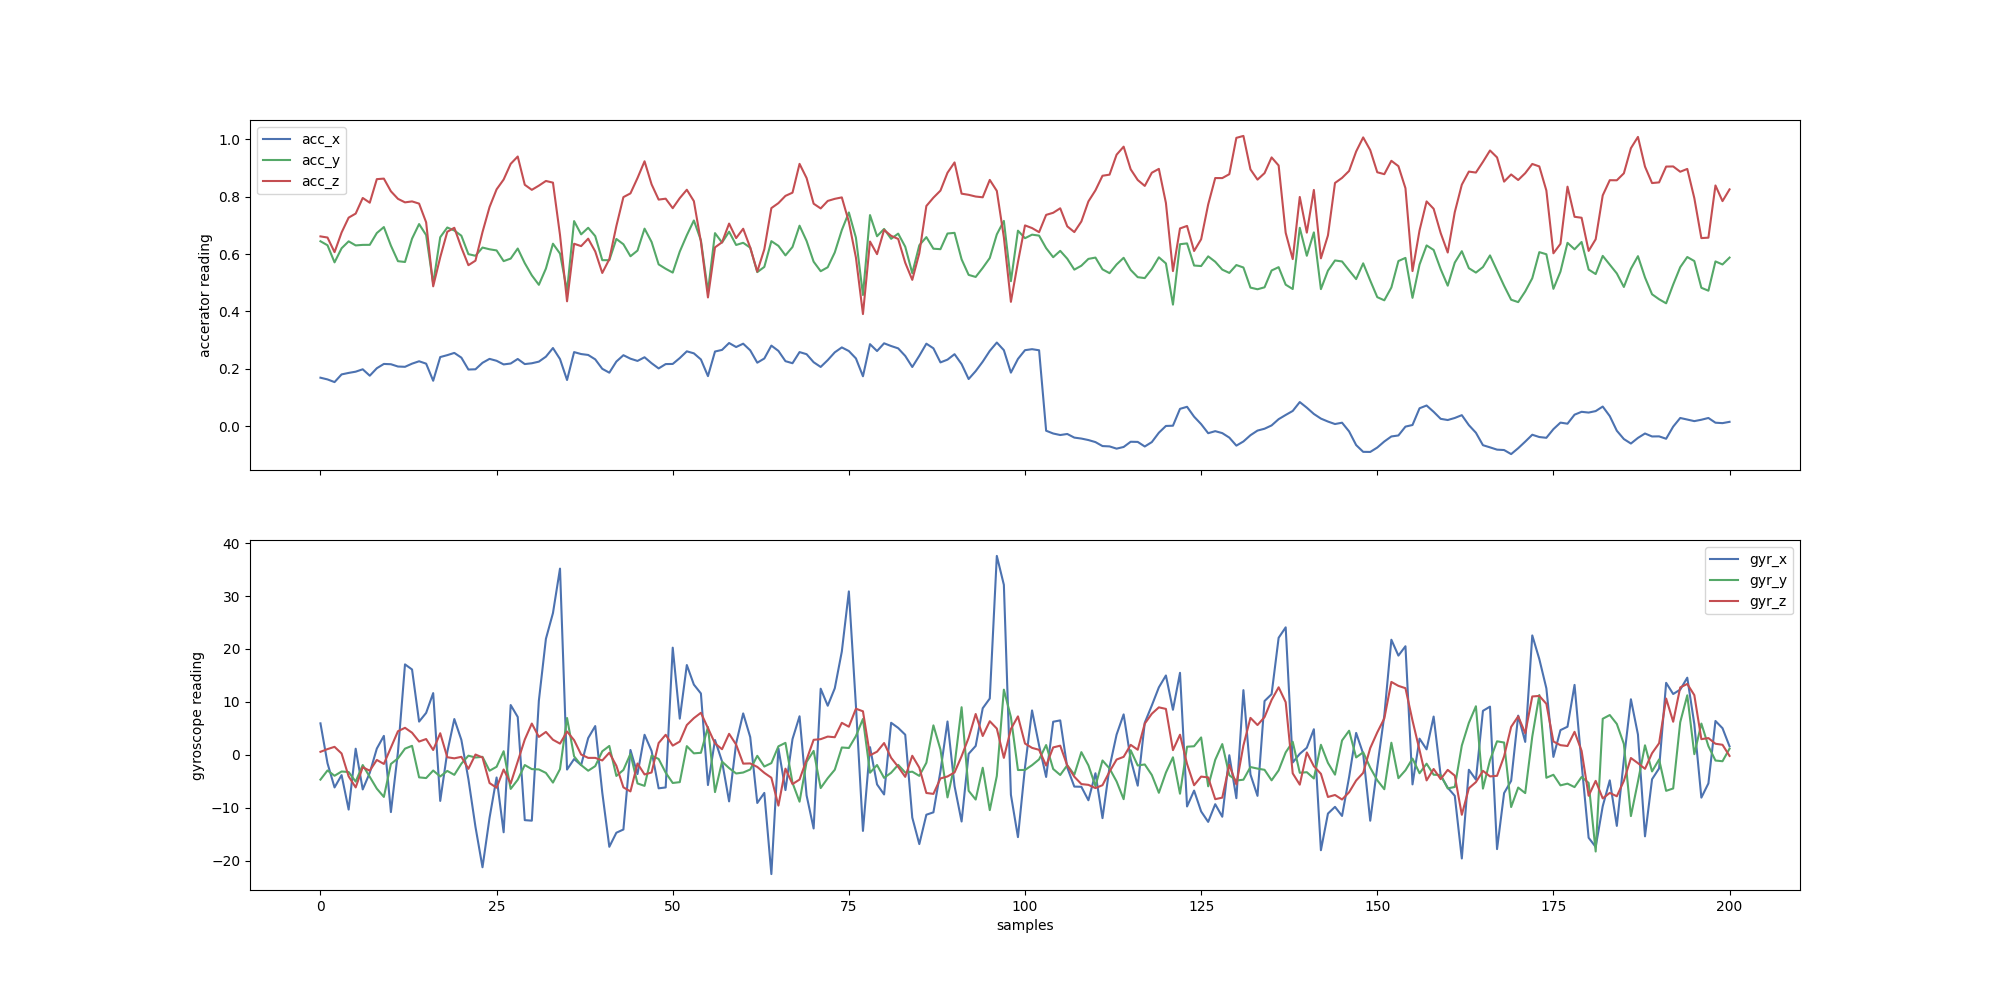 1.0
0.8
0.6
0.4
0.2
0.0
accerator reading
acc_x
acc_y
acc_z
40
30
20
10
0
−10
−20
gyroscope reading
gyr_x
gyr_y
gyr_z
0 25 50 75 100 125 150 175 200
samples